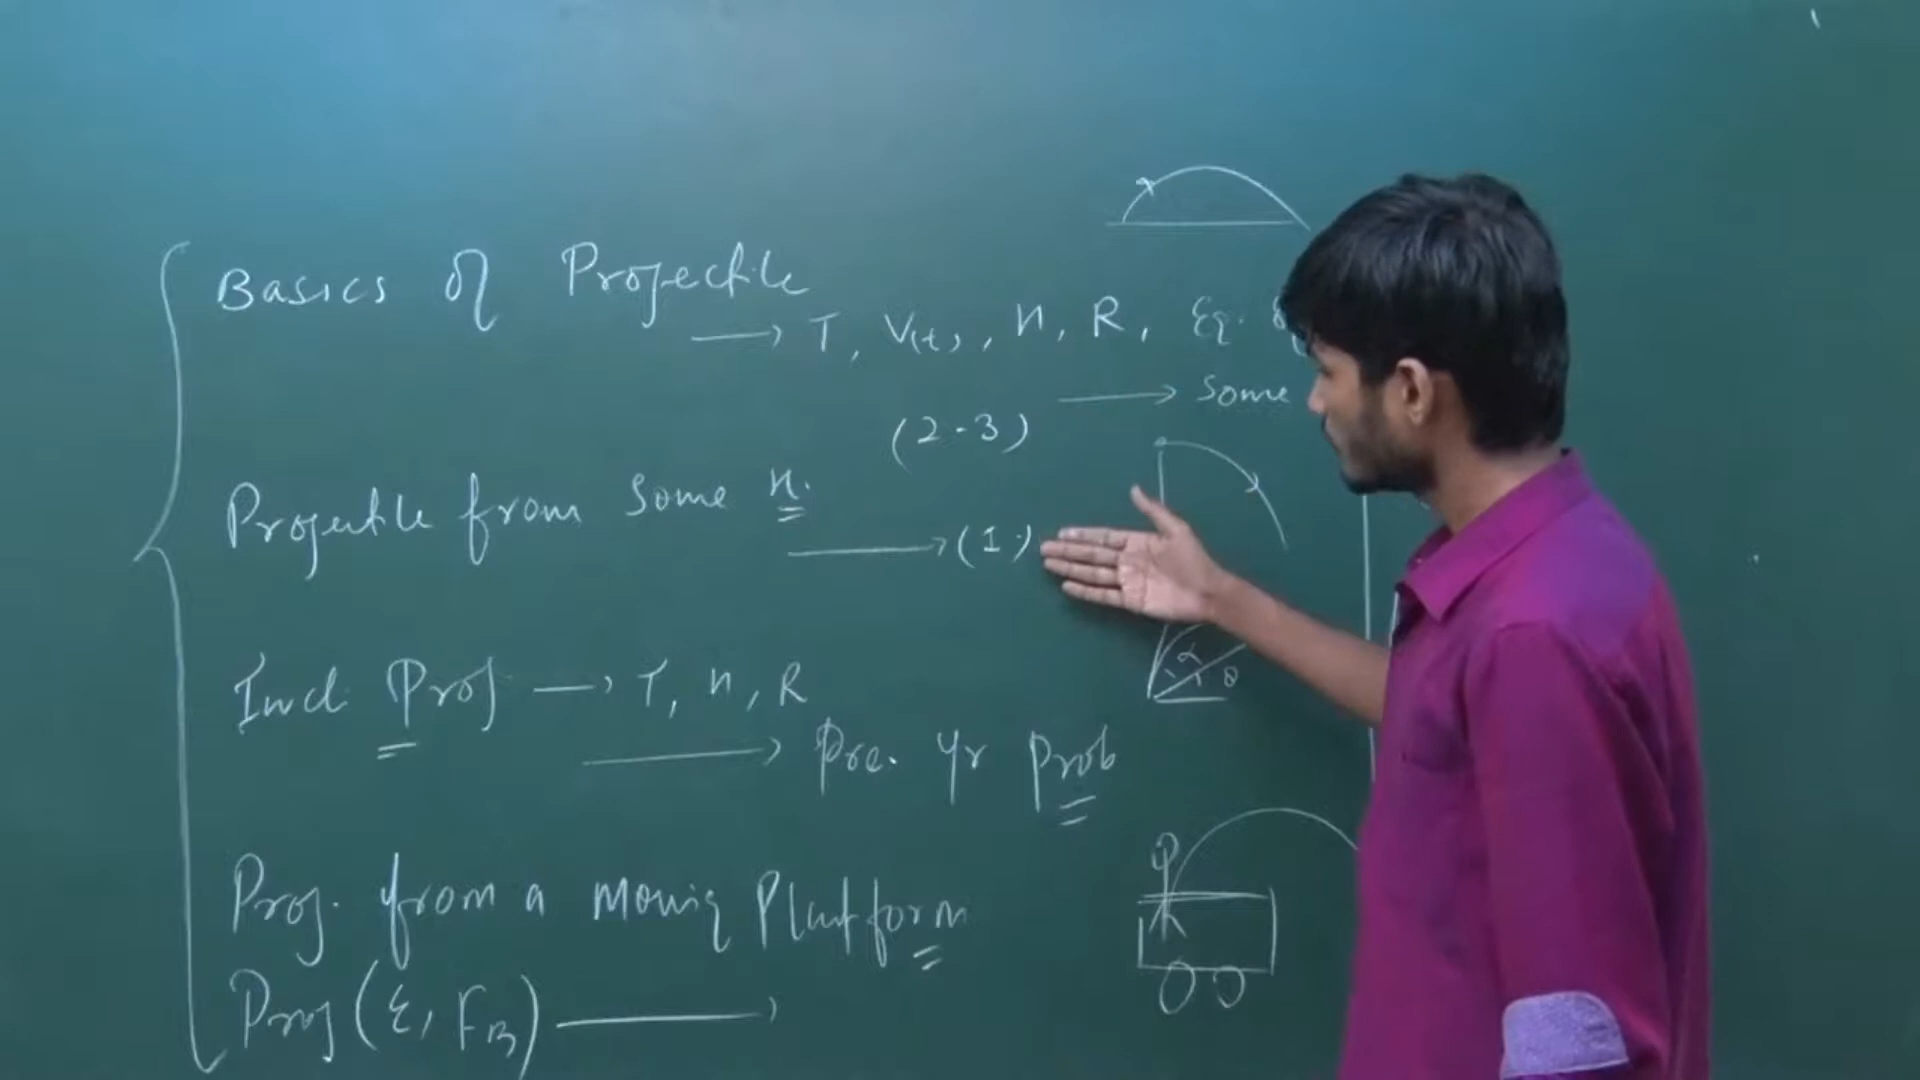 Basics of Projectile
→ T, V(t), H, R, Eq.
→ Some
(2-3)
Projectile from Some H.
→ (1.)
Incl. Proj → T, H, R
→ Pre. Yr Prob
α
θ
Proj. from a Moving Platform
Proj (E, FB) →